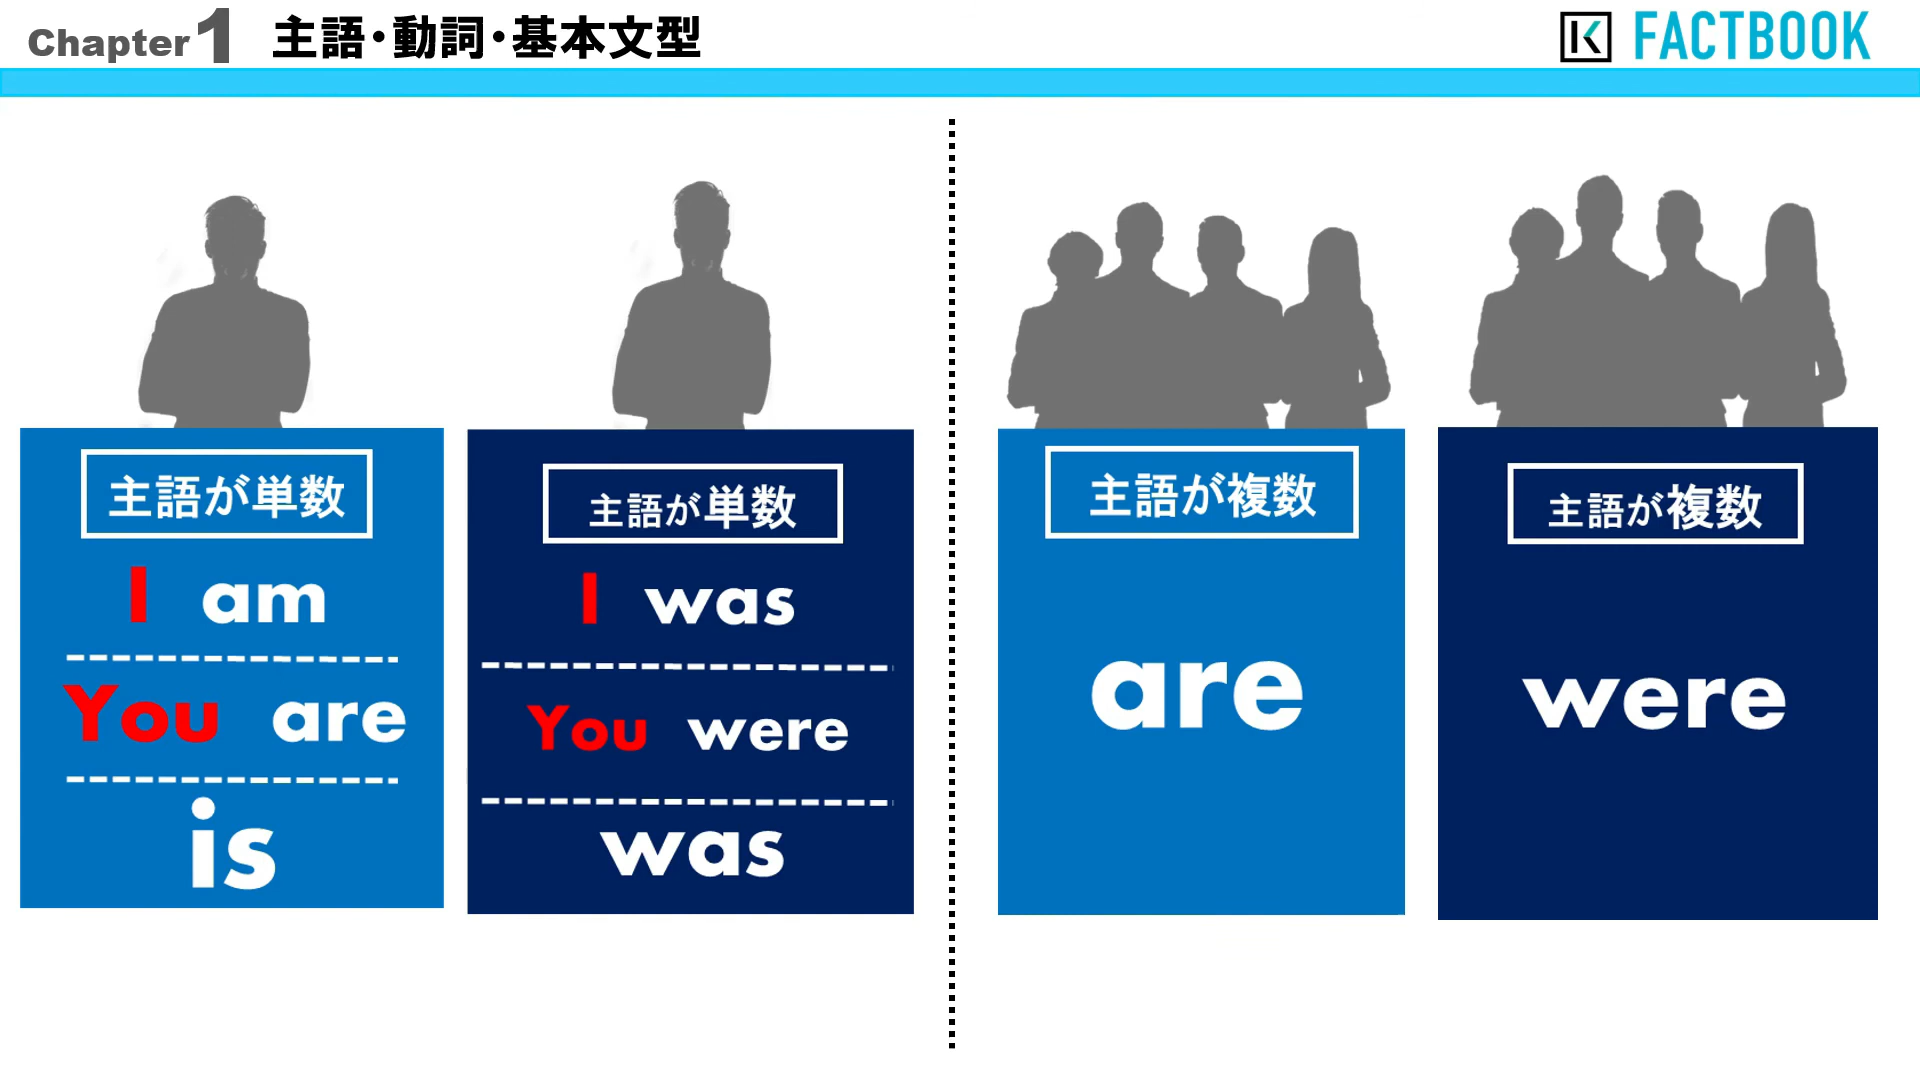 Chapter1 主語・動詞・基本文型
K FACTBOOK
主語が単数
I am
You are
is
主語が単数
I was
You were
was
主語が複数
are
主語が複数
were